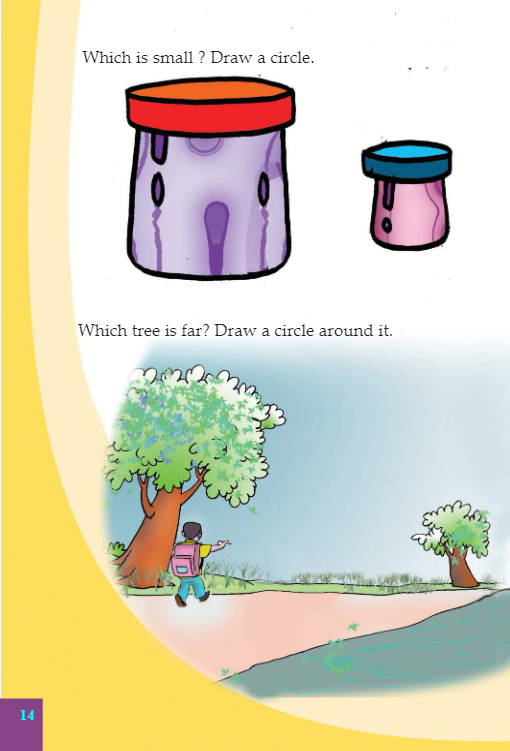 Which is small ? Draw a circle.
Which tree is far? Draw a circle around it.
14